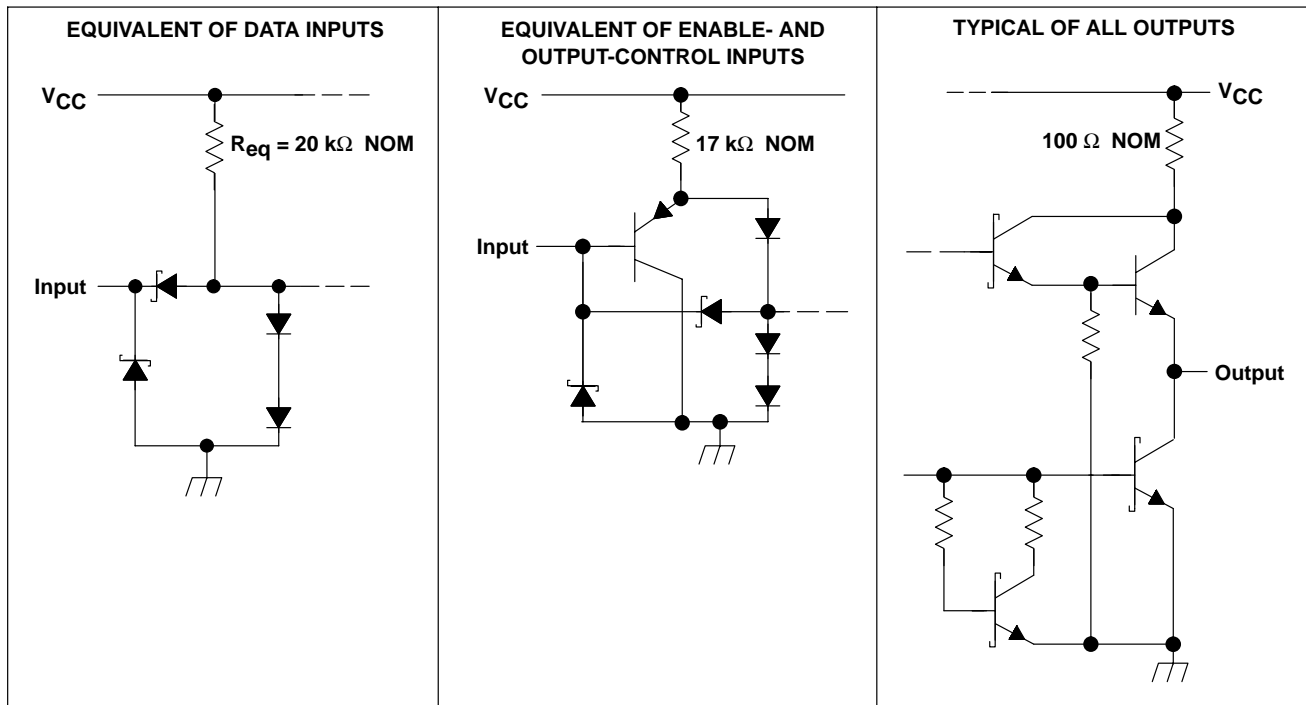 EQUIVALENT OF DATA INPUTS
VCC
Req = 20 kΩ NOM
Input
EQUIVALENT OF ENABLE- AND
OUTPUT-CONTROL INPUTS
VCC
17 kΩ NOM
Input
TYPICAL OF ALL OUTPUTS
VCC
100 Ω NOM
Output